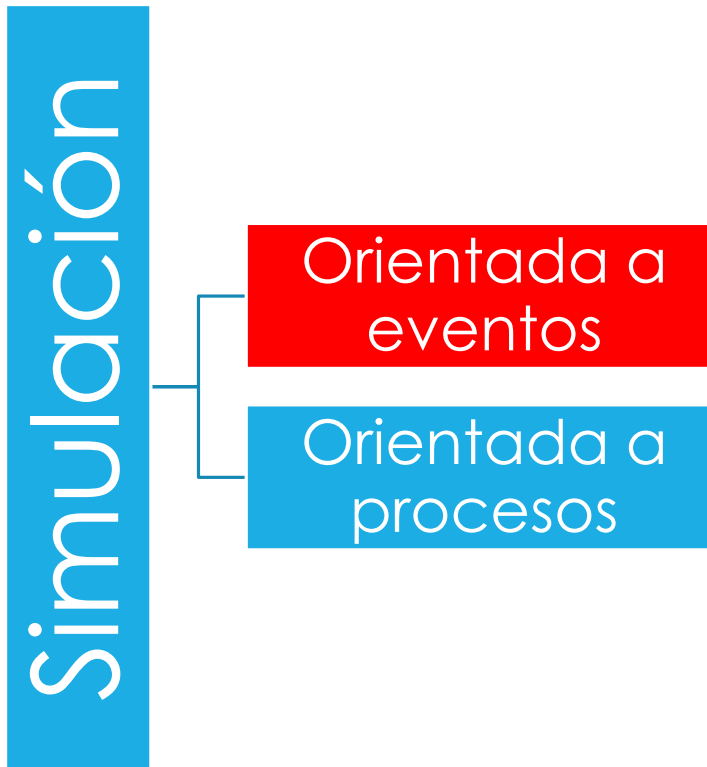 Simulación
Orientada a
eventos
Orientada a
procesos